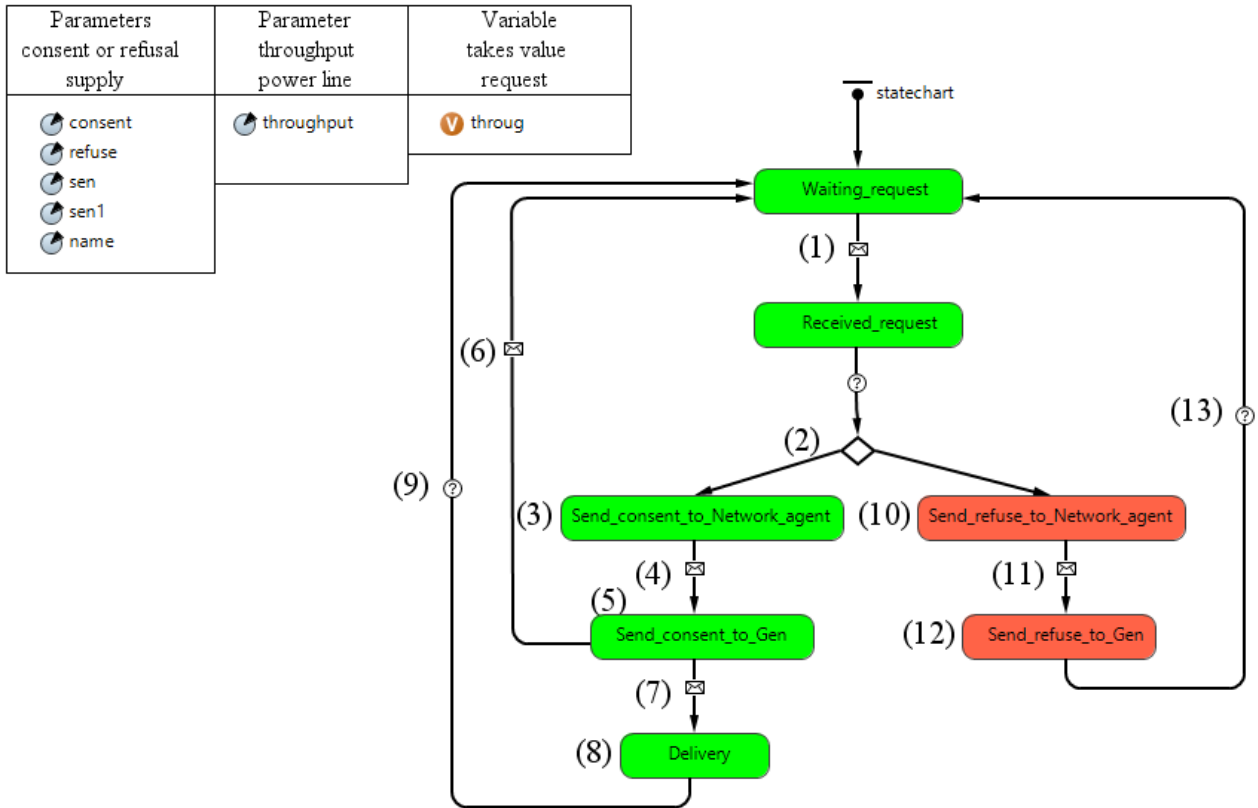 Parameters
consent or refusal
supply
Parameter
throughput
power line
Variable
takes value
request
consent
refuse
sen
sen1
name
throughput
V throug
statechart
Waiting_request
(1)
Received_request
(6)
?
?
(13)
(2)
(9)
?
(3)
Send_consent_to_Network_agent
(10)
Send_refuse_to_Network_agent
(4)
(11)
(5)
Send_consent_to_Gen
(12)
Send_refuse_to_Gen
(7)
(8)
Delivery